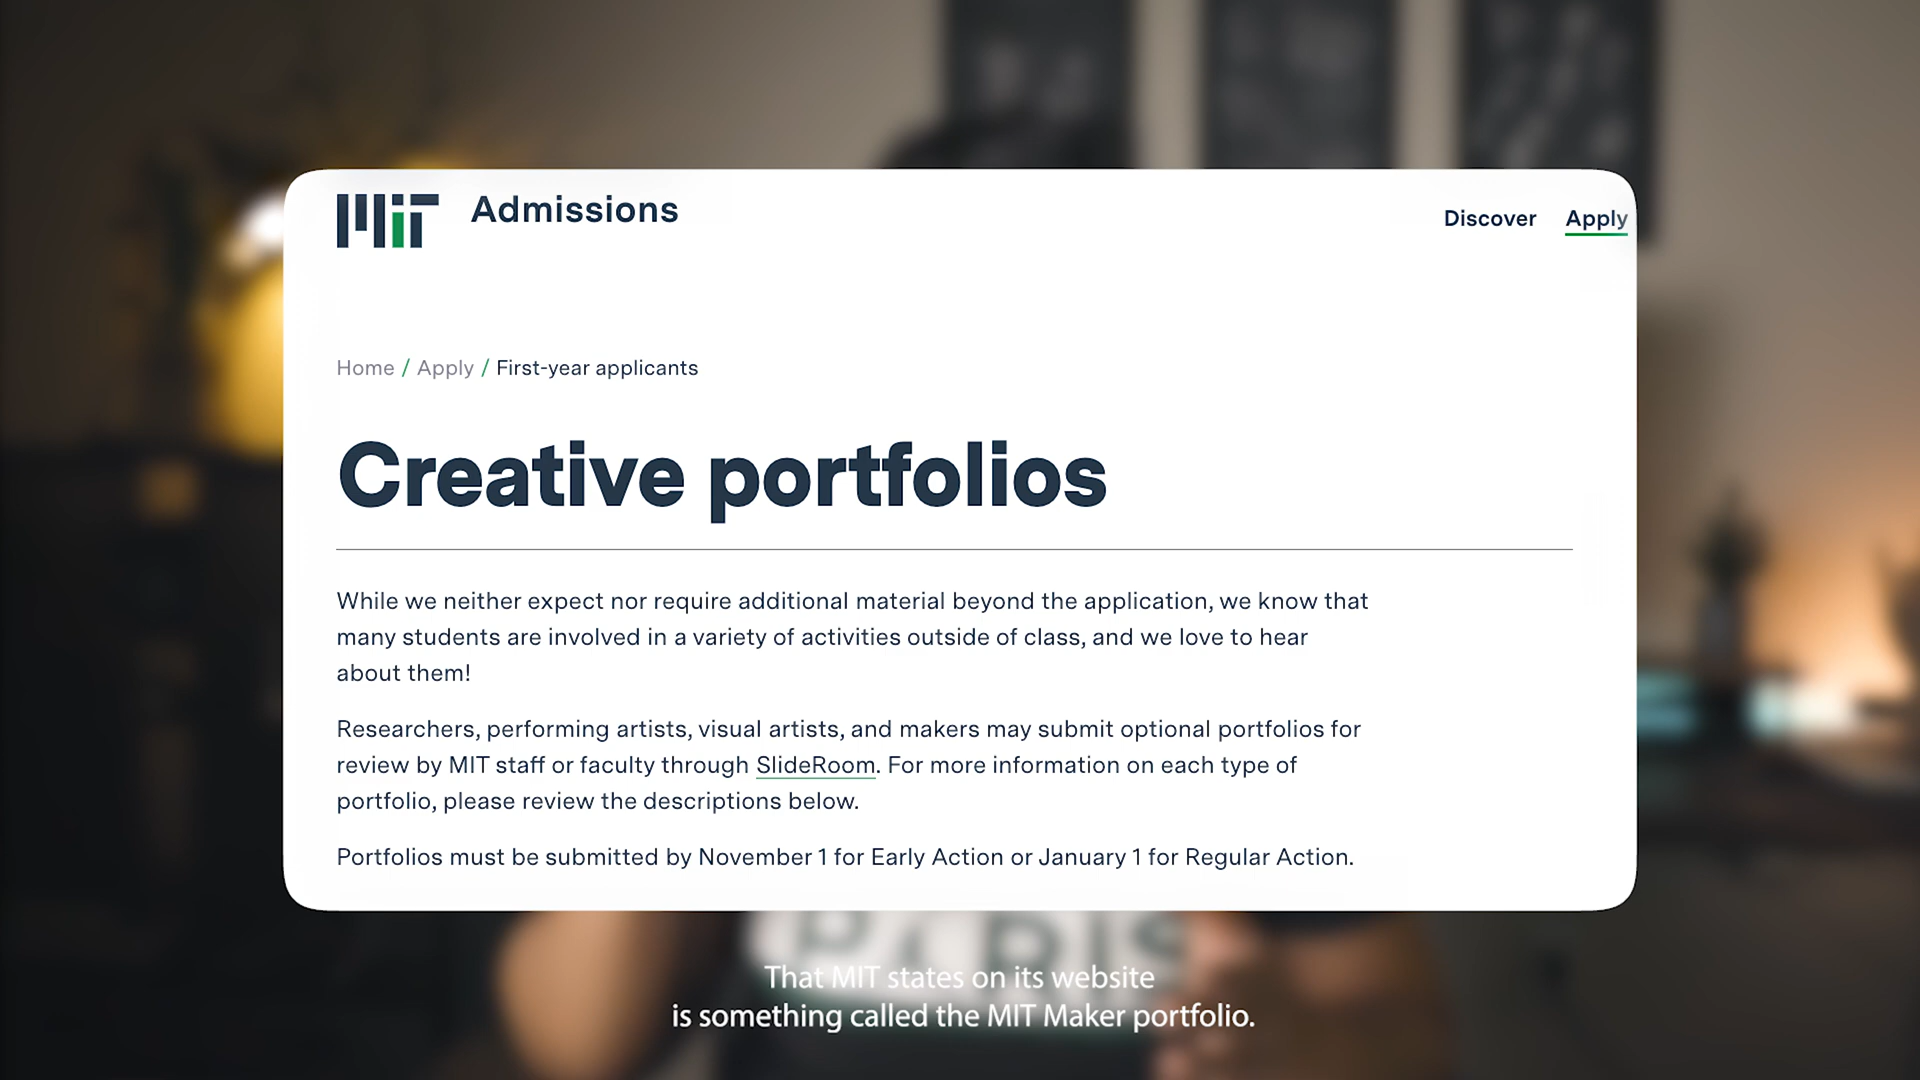 MIT Admissions
Discover Apply
Home / Apply / First-year applicants
Creative portfolios
While we neither expect nor require additional material beyond the application, we know that
many students are involved in a variety of activities outside of class, and we love to hear
about them!
Researchers, performing artists, visual artists, and makers may submit optional portfolios for
review by MIT staff or faculty through SlideRoom. For more information on each type of
portfolio, please review the descriptions below.
Portfolios must be submitted by November 1 for Early Action or January 1 for Regular Action.
That MIT states on its website
is something called the MIT Maker portfolio.